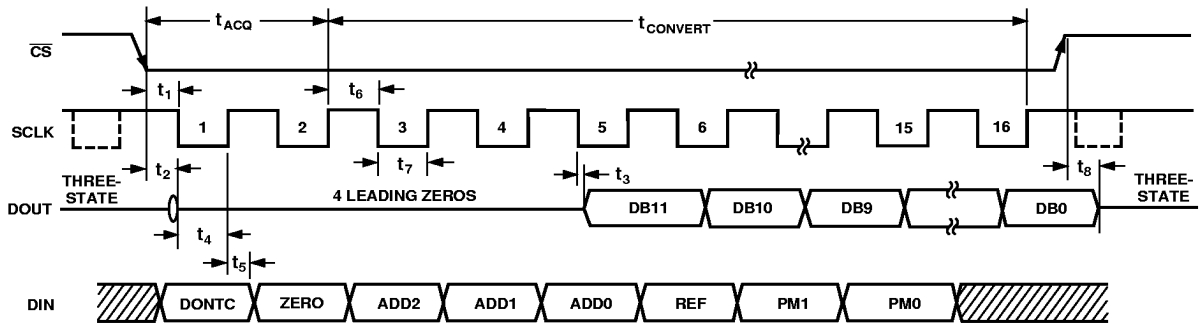 tACQ tCONVERT
CS
t1 t6
SCLK 1 2 3 4 5 6 15 16
t2 t7 t3 t8
THREE-STATE 4 LEADING ZEROS THREE-STATE
DOUT DB11 DB10 DB9 DB0
t4
t5
DIN DONTC ZERO ADD2 ADD1 ADD0 REF PM1 PM0